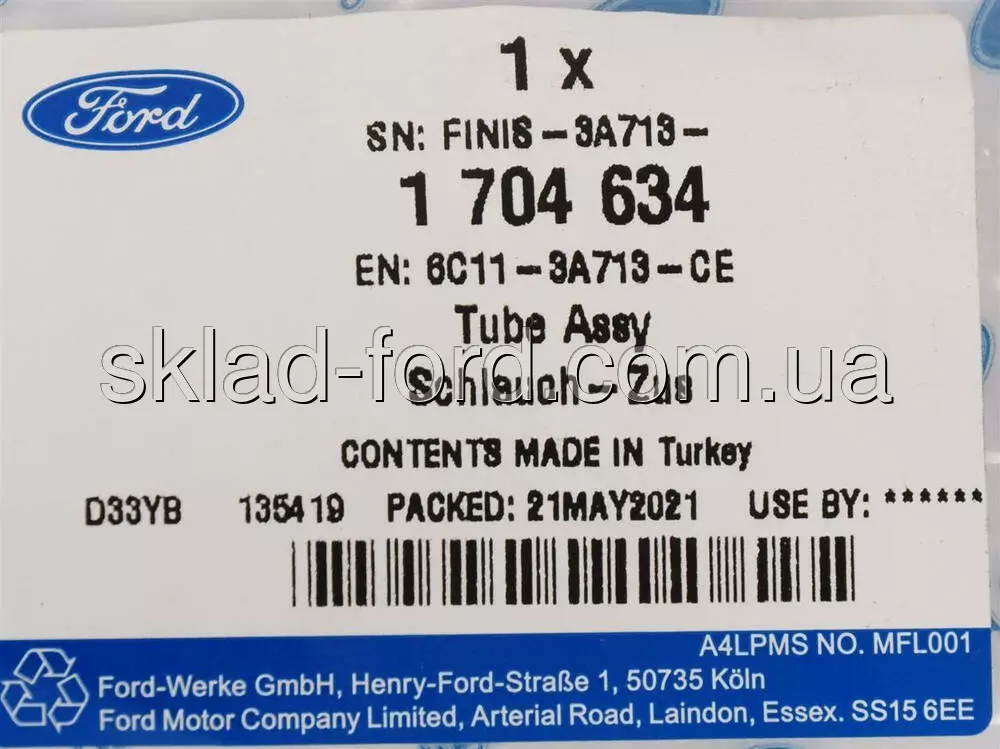 Ford
1 x
SN: FINIS-3A713-
1 704 634
EN: 6C11-3A713-CE
Tube Assy
sklad-ford.com.ua
Schlauch-Zus
CONTENTS MADE IN Turkey
D33YB 135419 PACKED: 21MAY2021 USE BY: ******
A4LPMS NO. MFL001
Ford-Werke GmbH, Henry-Ford-Straße 1, 50735 Köln
Ford Motor Company Limited, Arterial Road, Laindon, Essex. SS15 6EE